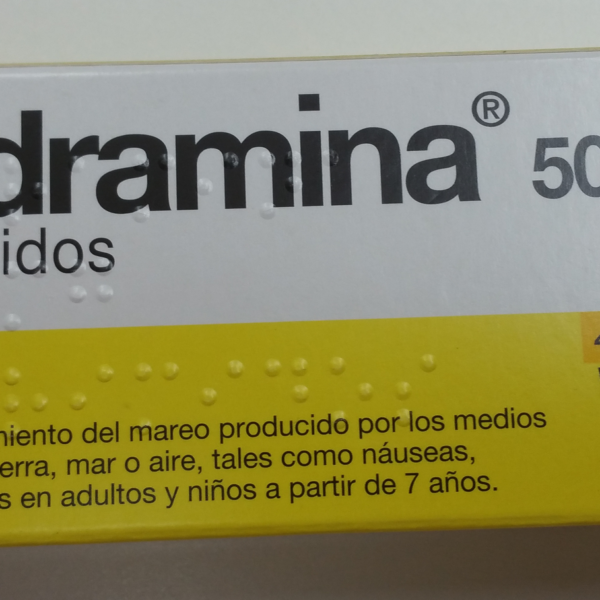 dramina® 50
idos
miento del mareo producido por los medios
erra, mar o aire, tales como náuseas,
s en adultos y niños a partir de 7 años.